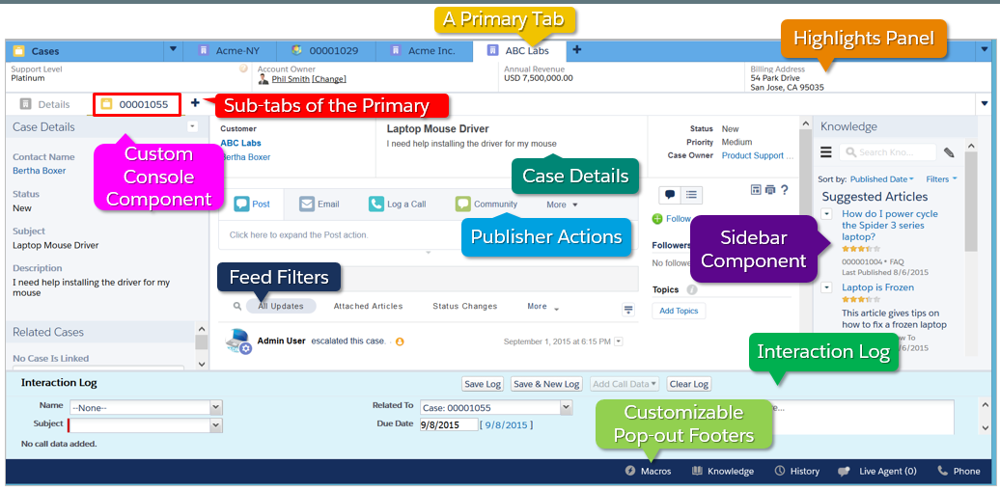 A Primary Tab
Highlights Panel
Cases
Acme-NY
00001029
Acme Inc.
ABC Labs
Support Level
Platinum
Account Owner
Phil Smith [Change]
Annual Revenue
USD 7,500,000.00
Billing Address
54 Park Drive
San Jose, CA 95035
Details
00001055
Sub-tabs of the Primary
Case Details
Contact Name
Bertha Boxer
Status
New
Subject
Laptop Mouse Driver
Description
I need help installing the driver for my
mouse
Related Cases
No Case Is Linked
Custom
Console
Component
Customer
ABC Labs
Bertha Boxer
Laptop Mouse Driver
I need help installing the driver for my mouse
Status New
Priority Medium
Case Owner Product Support ...
Case Details
Post
Email
Log a Call
Community
More
Click here to expand the Post action.
Publisher Actions
Feed Filters
All Updates
Attached Articles
Status Changes
More
Admin User escalated this case.
September 1, 2015 at 6:15 PM
Follow
Followers
No followe
Topics
Add Topics
Sidebar
Component
Knowledge
Search Kno...
Sort by: Published Date
Filters
Suggested Articles
How do I power cycle
the Spider 3 series
laptop?
000001004 • FAQ
Last Published 8/6/2015
Laptop is Frozen
This article gives tips on
how to fix a frozen laptop
w To
/6/2015
Interaction Log
Interaction Log
Save Log
Save & New Log
Add Call Data
Clear Log
Name --None--
Subject
No call data added.
Related To Case: 00001055
Due Date 9/8/2015 [ 9/8/2015 ]
e...
Customizable
Pop-out Footers
Macros
Knowledge
History
Live Agent (0)
Phone